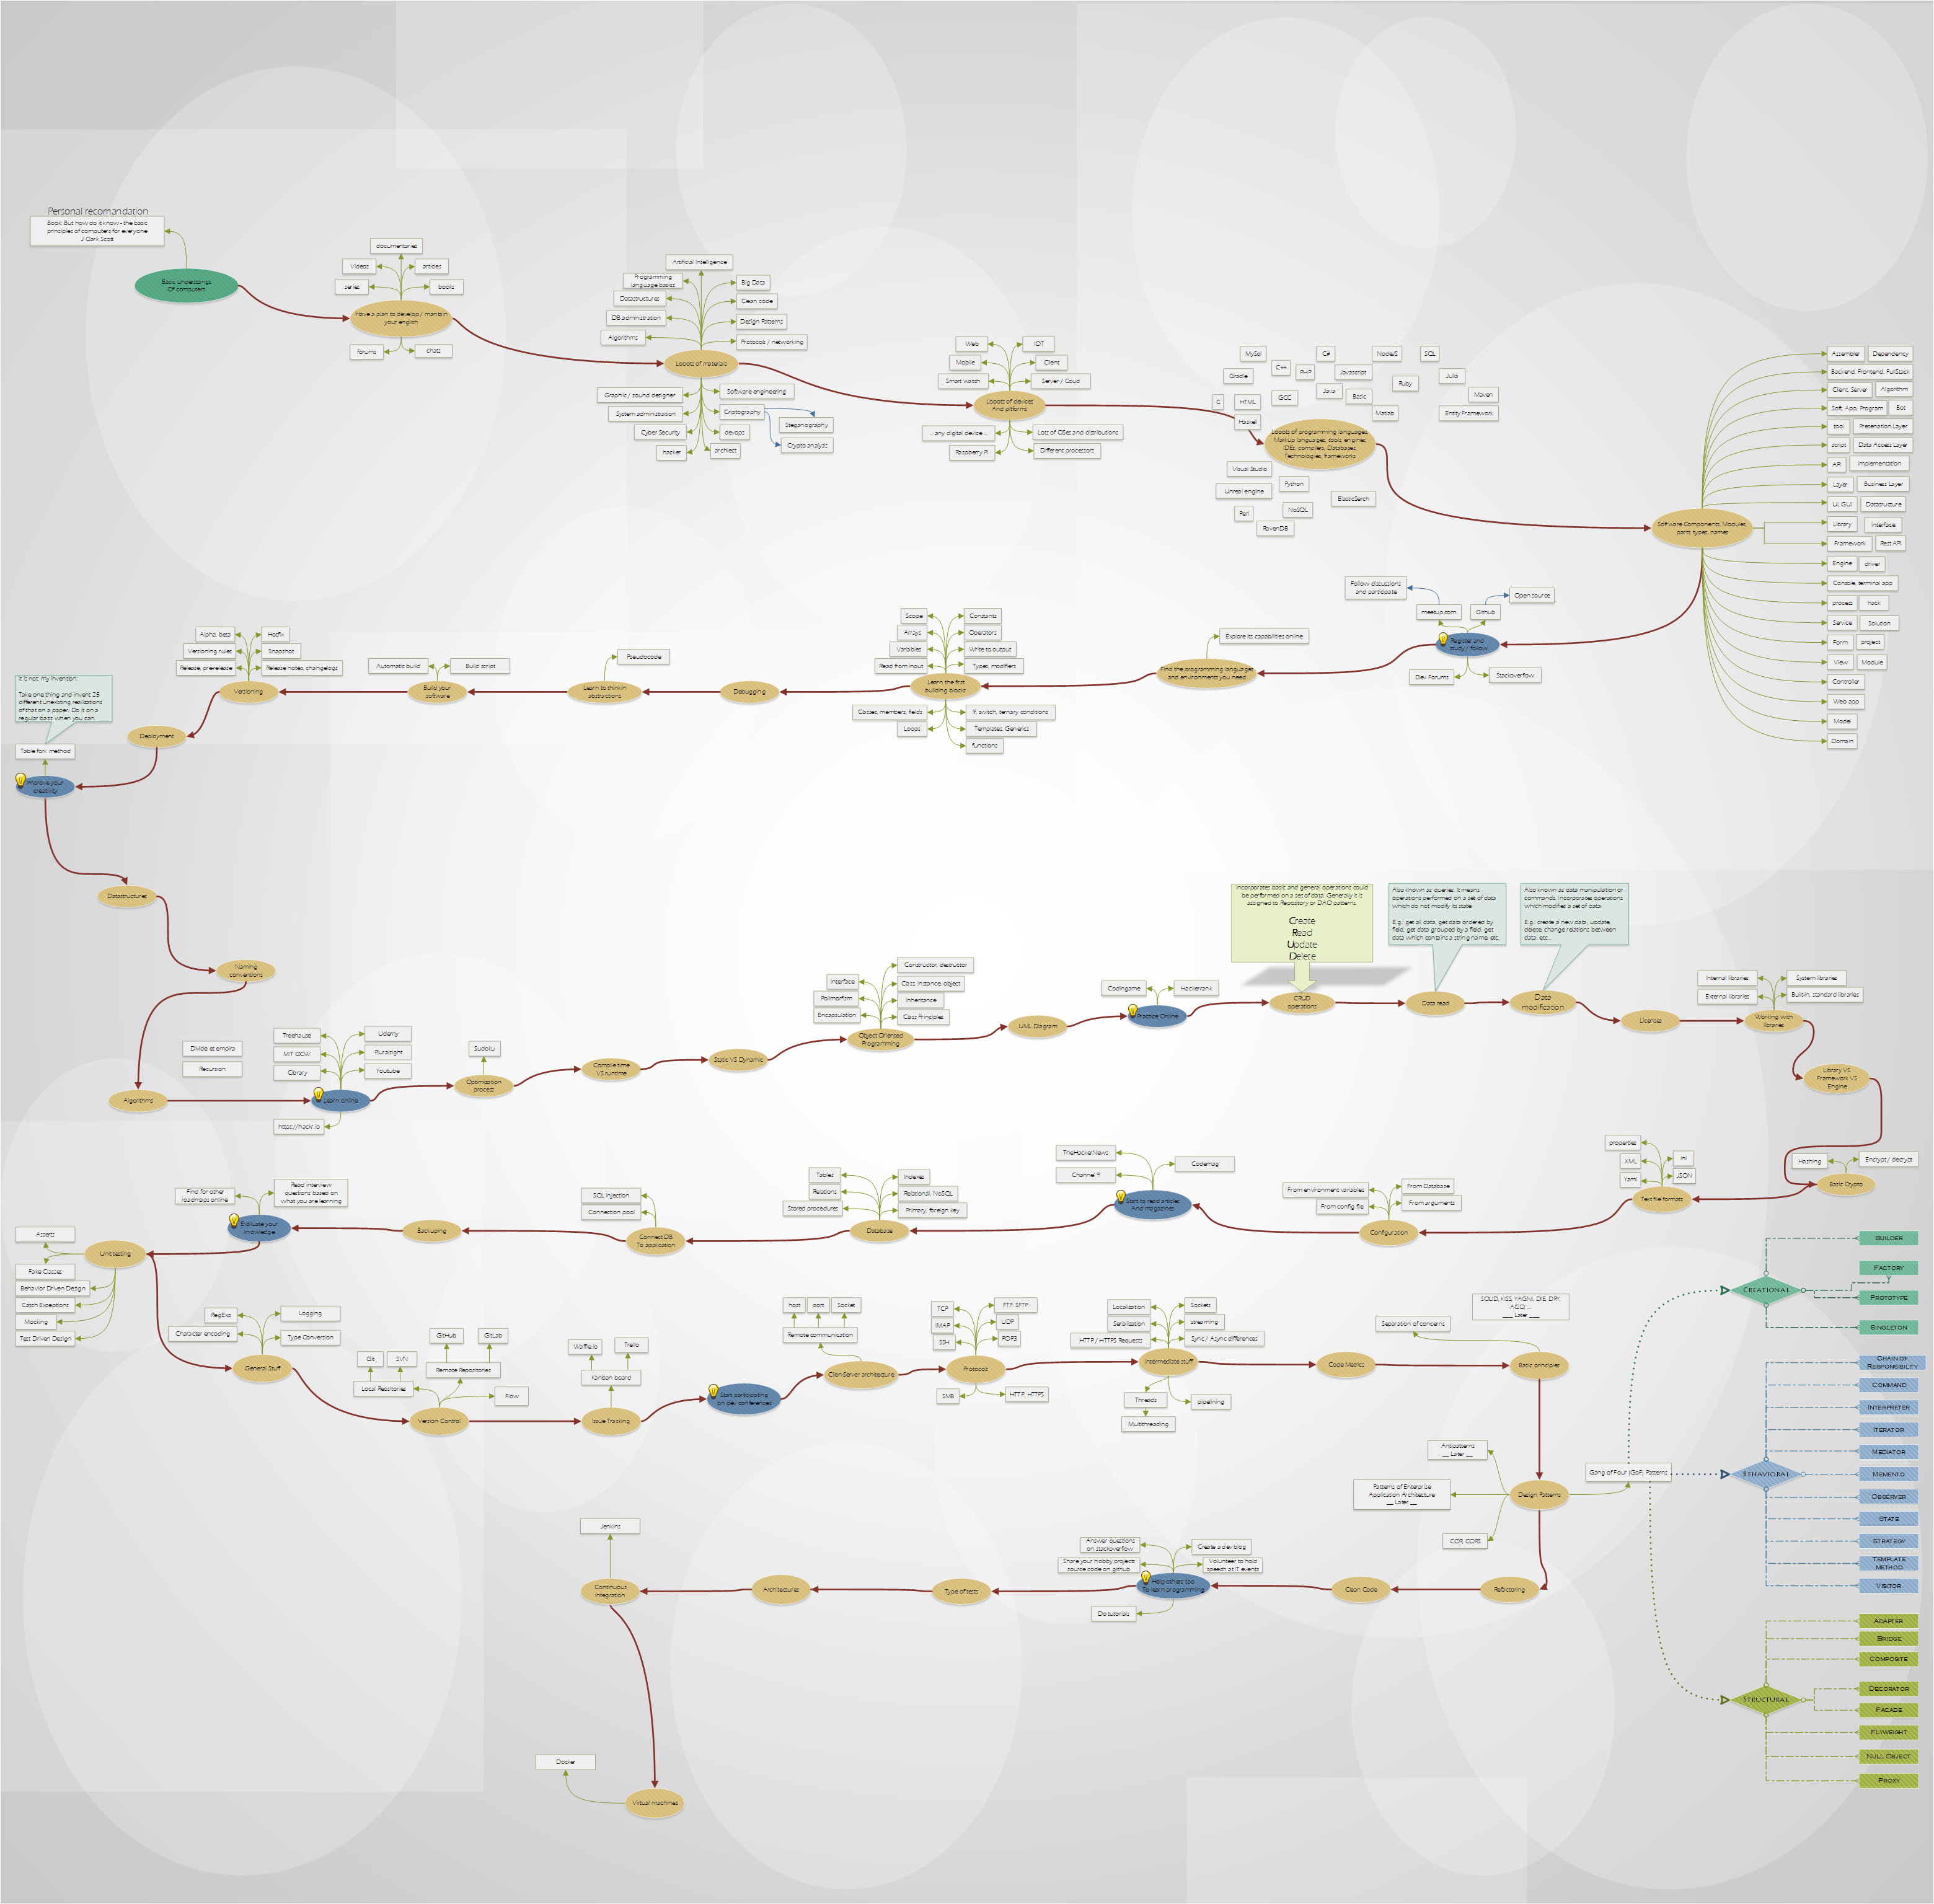 Personal recomandation
Book: But how do it know - the basic
principles of computers for everyone
J Clark Scott
Basic understangs
Of computers
documentaries
Videos
articles
series
books
Have a plan to develop / maintain
your english
forums
chats
Artificial Intelligence
Programming
language basics
Big Data
Datastructures
Clean code
DB administration
Design Patterns
Algorithms
Protocols / networking
Looots of materials
Graphic / sound designer
Software engineering
System administration
Criptography
Steganography
Cyber Security
devops
Crypto analysis
hacker
architect
Web
IOT
Mobile
Client
Smart watch
Server / Cloud
Looots of devices
And platforms
... any digital device ...
Lots of OSes and distributions
Raspberry Pi
Different processors
MySql
C#
NodeJS
SQL
C++
PHP
Javascript
Gradle
Ruby
Julia
Java
Basic
Maven
C
HTML
GCC
Matlab
Entity Framework
Haskell
Looots of programming languages,
Markup languages, tools, engines,
IDEs, compilers, Databases,
Technologies, frameworks
Visual Studio
Unreal engine
Python
ElasticSerch
Perl
NoSQL
RavenDB
Software Components, Modules,
parts, types, names
Assembler
Dependency
Backend, Frontend, FullStack
Client, Server
Algorithm
Soft, App, Program
Bot
tool
Presenation Layer
script
Data Access Layer
API
Implementation
Layer
Business Layer
UI, GUI
Datastructure
Library
Interface
Framework
Rest API
Engine
driver
Console, terminal app
process
hack
Service
Solution
Form
project
View
Module
Controller
Web app
Model
Domain
Follow discussions
and participate
meetup.com
Github
Open source
Register and
study / follow
Dev Forums
Stackoverflow
Explore its capabilities online
Find the programming languages
and environments you need
Scope
Constants
Arrays
Operators
Variables
Write to output
Read from input
Types, modifiers
Learn the first
building blocks
Classes, members, fields
If, switch, ternary conditions
Loops
Templates, Generics
functions
Debugging
Pseudocode
Learn to think in
abstractions
Automatic build
Build script
Build your
software
Alpha, beta
Hotfix
Versioning rules
Snapshot
Release, prerelease
Release notes, changelogs
Versioning
Deployment
It is not my invention:
Take one thing and invent 25
different unexisting realizations
of that on a paper. Do it on a
regular basis when you can.
Table fork method
Improve your
creativity
Datastructures
Naming
conventions
Divide et empira
Recursion
Algorithms
Treehouse
Udemy
MIT OCW
Pluralsight
Cibrary
Youtube
Learn online
https://hackr.io
Sudoku
Optimization
process
Compile time
VS runtime
Static VS Dynamic
Constructor, destructor
Interface
Class, instance, object
Polimorfism
Inheritance
Encapsulation
Class Principles
Object Oriented
Programming
UML Diagram
Codingame
Hackerrank
Practice Online
Incorporates basic and general operations could
be performed on a set of data. Generally it is
assigned to Repository or DAO patterns.
Create
Read
Update
Delete
CRUD
operations
Also known as queries. It means
operations performed on a set of data
which do not modify its state.
E.g.: get all data, get data ordered by
field, get data grouped by a field, get
data which contains a string name, etc.
Data read
Also known as data manipulation or
commands. Incorporates operations
which modifies a set of data.
E.g.: create a new data, update,
delete, change relations between
data, etc...
Data
modification
Licenses
Internal libraries
System libraries
External libraries
Builtin, standard libraries
Working with
libraries
Library VS
Framework VS
Engine
Hashing
Encrypt / decrypt
Basic Crypto
properties
XML
ini
Yaml
JSON
Text file formats
From environment variables
From Database
From config file
From arguments
Configuration
TheHackerNews
Channel 9
Codemag
Start to read articles
And magazines
Tables
Indexes
Relations
Relational, NoSQL
Stored procedures
Primary, foreign key
Database
SQL injection
Connection pool
Connect DB
To application
Backuping
Find for other
roadmaps online
Read interview
questions based on
what you are learning
Evaluate your
knowledge
Asserts
Unit testing
Fake Classes
Behavior Driven Design
Catch Exceptions
Mocking
Test Driven Design
RegExp
Logging
Character encoding
Type Conversion
General Stuff
GitHub
GitLab
Git
SVN
Remote Repositories
Local Repositories
Flow
Version Control
Waffle.io
Trello
Kanban board
Issue Tracking
Start participating
on dev conferences
host
port
Socket
Remote communication
Clien-Server architecture
TCP
FTP, SFTP
IMAP
UDP
SSH
POP3
Protocols
SMB
HTTP, HTTPS
Localization
Sockets
Serialization
streaming
HTTP / HTTPS Requests
Sync / Async differences
Intermediate stuff
Threads
pipelining
Multithreading
Code Metrics
SOLID, KISS, YAGNI, DIE, DRY,
ACID, ...
___ Later ___
Separation of concerns
Basic principles
Antipatterns
__ Later __
Patterns of Enterprise
Application Architecture
__ Later __
CQR, CQRS
Design Patterns
Gang of Four (GoF) Patterns
Creational
Builder
Factory
Prototype
Singleton
Behavioral
Chain of
Responsibility
Command
Interpreter
Iterator
Mediator
Memento
Observer
State
Strategy
Template
Method
Visitor
Structural
Adapter
Bridge
Composite
Decorator
Facade
Flyweight
Null Object
Proxy
Refactoring
Clean Code
Answer questions
on stackoverflow
Create a dev blog
Share your hobby projects
source code on github
Volunteer to hold
speech at IT events
Help others too
To learn programming
Do tutorials
Type of tests
Architectures
Jenkins
Continuous
integration
Docker
Virtual machines